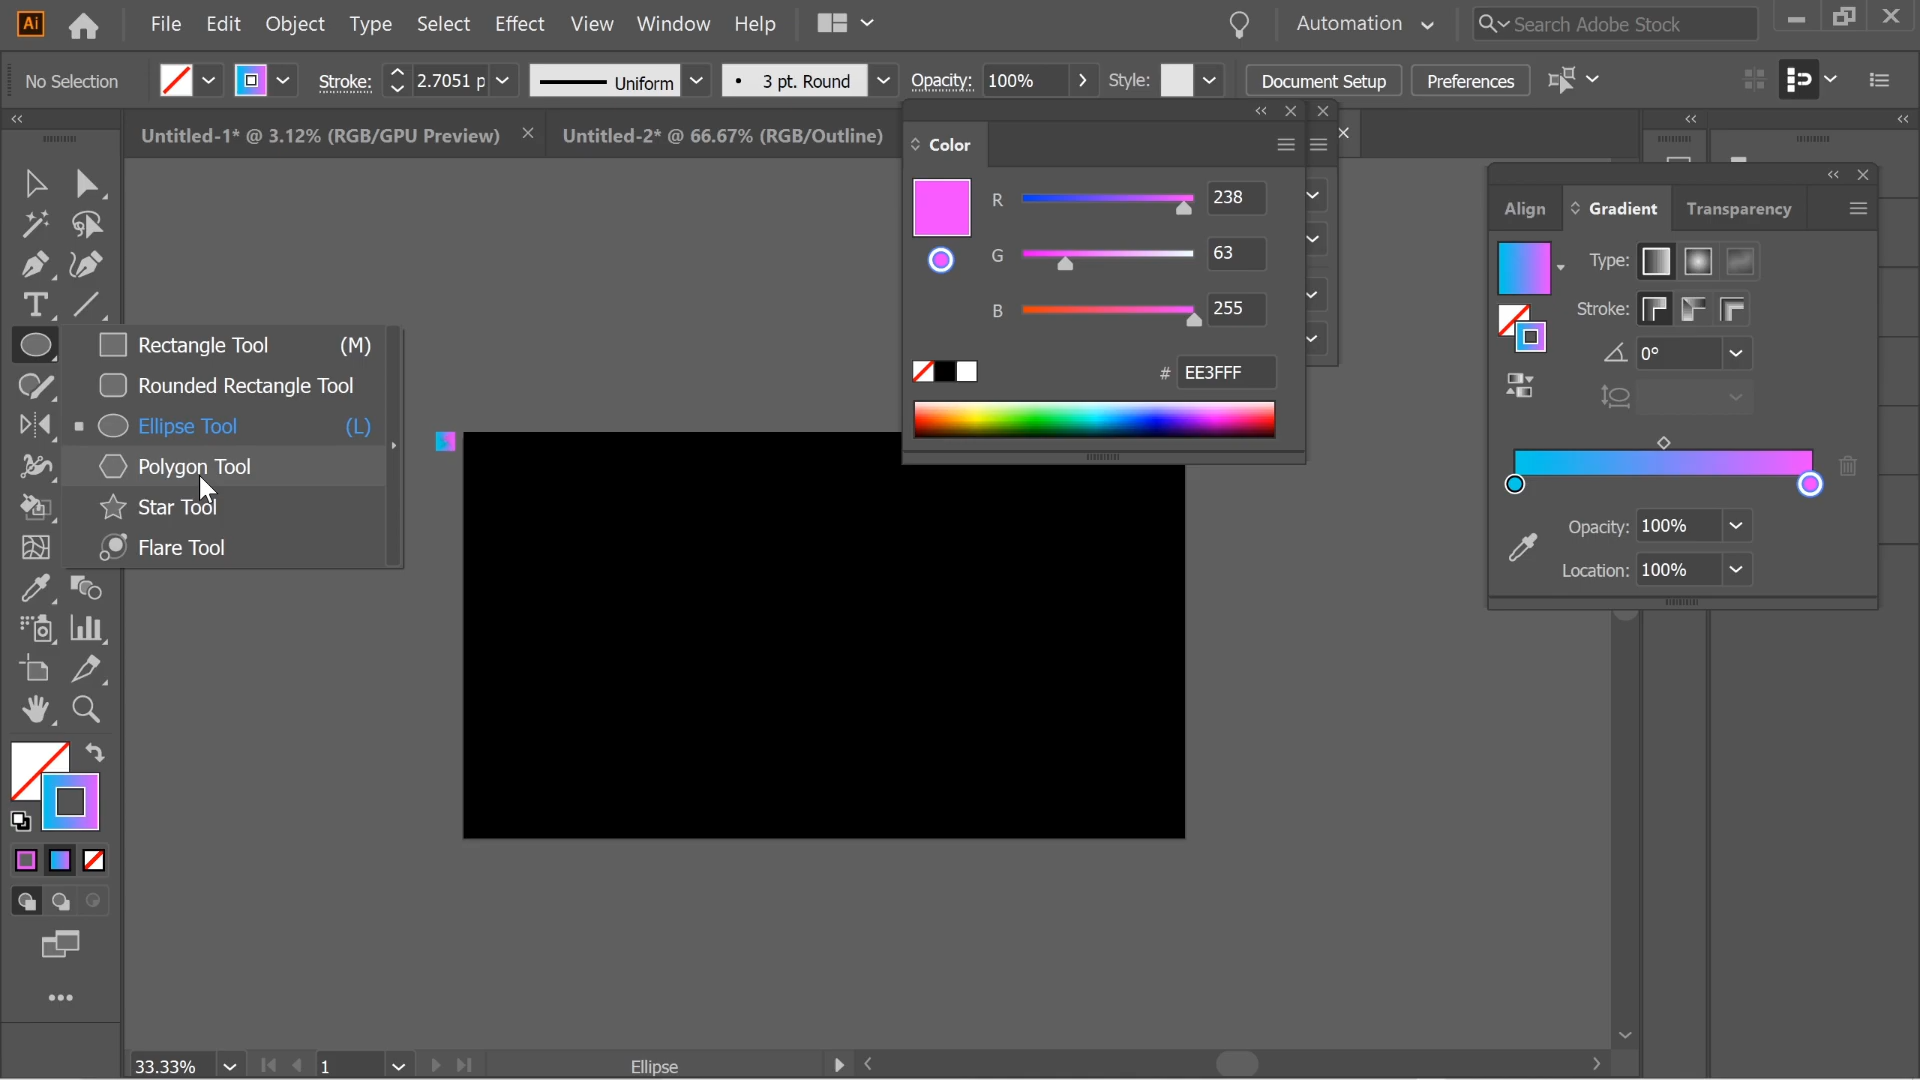 Ai File Edit Object Type Select Effect View Window Help Automation Search Adobe Stock
No Selection Stroke: 2.7051 p Uniform 3 pt. Round Opacity: 100% Style: Document Setup Preferences
Untitled-1* @ 3.12% (RGB/GPU Preview) Untitled-2* @ 66.67% (RGB/Outline)
Color
R 238
G 63
B 255
# EE3FFF
Align Gradient Transparency
Type:
Stroke:
0°
Opacity: 100%
Location: 100%
Rectangle Tool (M)
Rounded Rectangle Tool
Ellipse Tool (L)
Polygon Tool
Star Tool
Flare Tool
33.33% 1 Ellipse